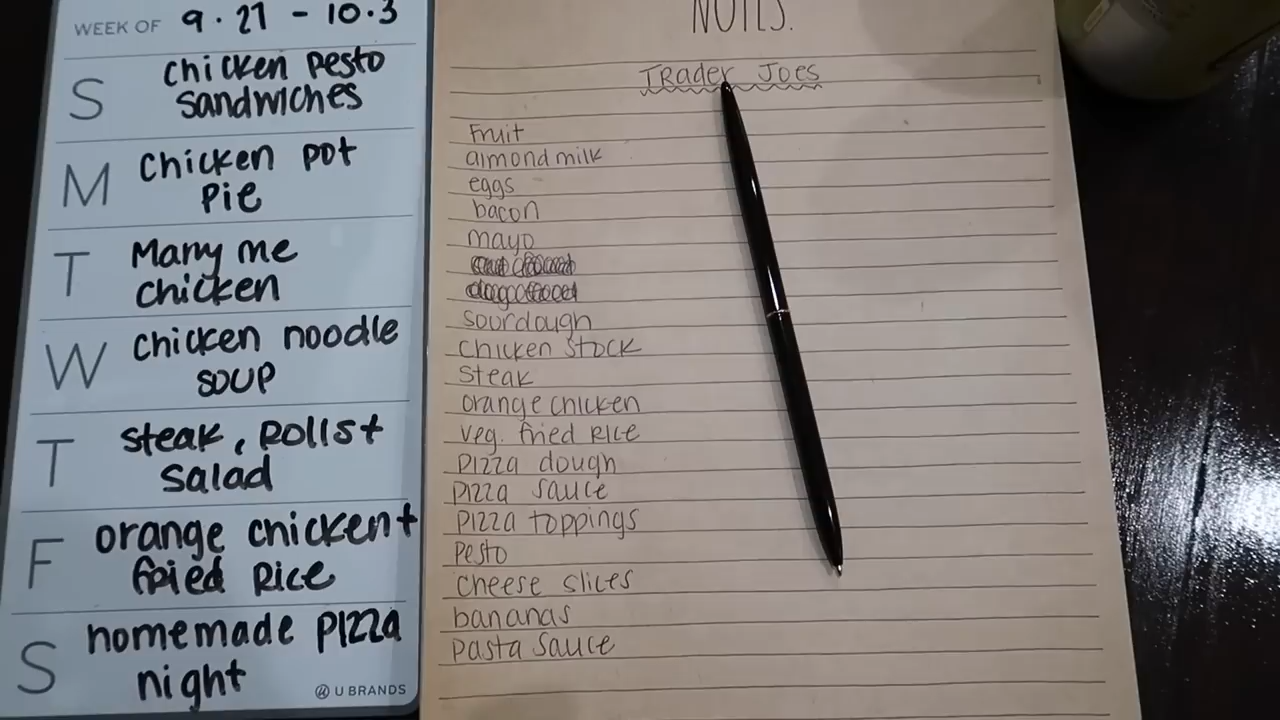 WEEK OF 9.27 - 10.3
S chicken pesto
sandwiches
M chicken pot
pie
T Marry me
chicken
W chicken noodle
soup
T steak, Rolls +
salad
F orange chicken +
fried Rice
S homemade pizza
night
U BRANDS
NOTES.
Trader Joes
Fruit
almond milk
eggs
bacon
mayo
sourdough
chicken stock
steak
orange chicken
veg. fried Rice
pizza dough
pizza sauce
pizza toppings
pesto
cheese slices
bananas
pasta sauce